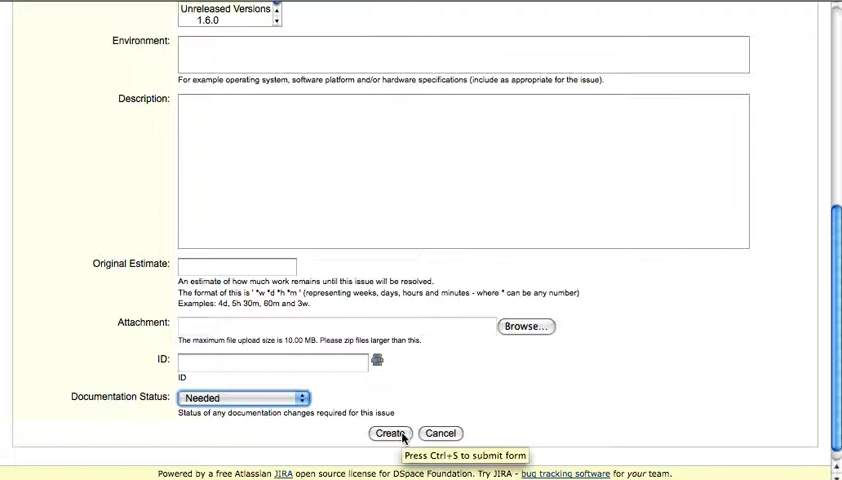 Unreleased Versions
1.6.0
Environment:
For example operating system, software platform and/or hardware specifications (include as appropriate for the issue).
Description:
Original Estimate:
An estimate of how much work remains until this issue will be resolved.
The format of this is ' *w *d *h *m ' (representing weeks, days, hours and minutes - where * can be any number)
Examples: 4d, 5h 30m, 60m and 3w.
Attachment:
Browse...
The maximum file upload size is 10.00 MB. Please zip files larger than this.
ID:
ID
Documentation Status:
Needed
Status of any documentation changes required for this issue
Create
Cancel
Press Ctrl+S to submit form
Powered by a free Atlassian JIRA open source license for DSpace Foundation. Try JIRA - bug tracking software for your team.